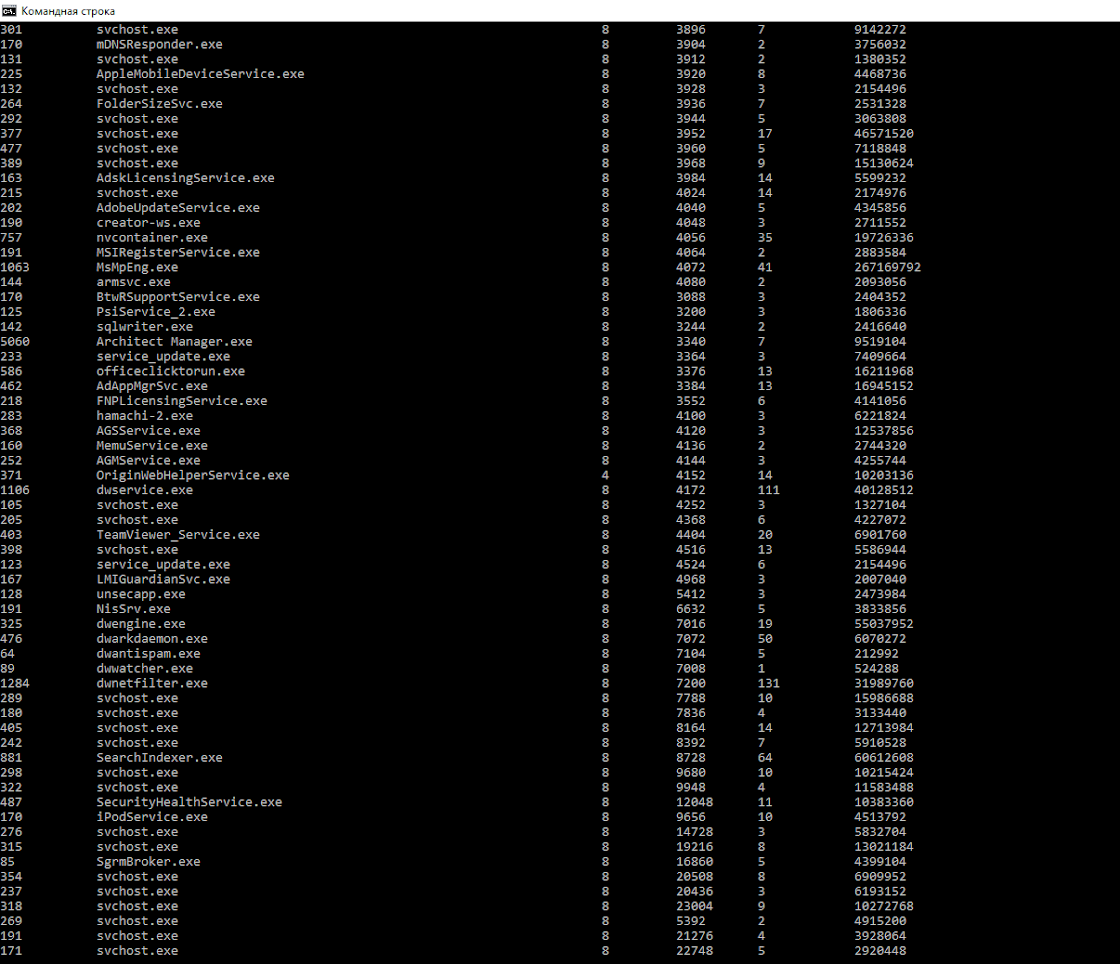 Командная строка
301 svchost.exe 8 3896 7 9142272
170 mDNSResponder.exe 8 3904 2 3756032
131 svchost.exe 8 3912 2 1380352
225 AppleMobileDeviceService.exe 8 3920 8 4468736
132 svchost.exe 8 3928 3 2154496
264 FolderSizeSvc.exe 8 3936 7 2531328
292 svchost.exe 8 3944 5 3063808
377 svchost.exe 8 3952 17 46571520
477 svchost.exe 8 3960 5 7118848
389 svchost.exe 8 3968 9 15130624
163 AdskLicensingService.exe 8 3984 14 5599232
215 svchost.exe 8 4024 14 2174976
202 AdobeUpdateService.exe 8 4040 5 4345856
190 creator-ws.exe 8 4048 3 2711552
757 nvcontainer.exe 8 4056 35 19726336
191 MSIRegisterService.exe 8 4064 2 2883584
1063 MsMpEng.exe 8 4072 41 267169792
144 armsvc.exe 8 4080 2 2093056
170 BtwRSupportService.exe 8 3088 3 2404352
125 PsiService_2.exe 8 3200 3 1806336
142 sqlwriter.exe 8 3244 2 2416640
5060 Architect Manager.exe 8 3340 7 9519104
233 service_update.exe 8 3364 3 7409664
586 officeclicktorun.exe 8 3376 13 16211968
462 AdAppMgrSvc.exe 8 3384 13 16945152
218 FNPLicensingService.exe 8 3552 6 4141056
283 hamachi-2.exe 8 4100 3 6221824
368 AGSService.exe 8 4120 3 12537856
160 MemuService.exe 8 4136 2 2744320
252 AGMService.exe 8 4144 3 4255744
371 OriginWebHelperService.exe 4 4152 14 10203136
1106 dwservice.exe 8 4172 111 40128512
105 svchost.exe 8 4252 3 1327104
205 svchost.exe 8 4368 6 4227072
403 TeamViewer_Service.exe 8 4404 20 6901760
398 svchost.exe 8 4516 13 5586944
123 service_update.exe 8 4524 6 2154496
167 LMIGuardianSvc.exe 8 4968 3 2007040
128 unsecapp.exe 8 5412 3 2473984
191 NisSrv.exe 8 6632 5 3833856
325 dwengine.exe 8 7016 19 55037952
476 dwarkdaemon.exe 8 7072 50 6070272
64 dwantispam.exe 8 7104 5 212992
89 dwwatcher.exe 8 7008 1 524288
1284 dwnetfilter.exe 8 7200 131 31989760
289 svchost.exe 8 7788 10 15986688
180 svchost.exe 8 7836 4 3133440
405 svchost.exe 8 8164 14 12713984
242 svchost.exe 8 8392 7 5910528
881 SearchIndexer.exe 8 8728 64 60612608
298 svchost.exe 8 9680 10 10215424
322 svchost.exe 8 9948 4 11583488
487 SecurityHealthService.exe 8 12048 11 10383360
170 iPodService.exe 8 9656 10 4513792
276 svchost.exe 8 14728 3 5832704
315 svchost.exe 8 19216 8 13021184
85 SgrmBroker.exe 8 16860 5 4399104
354 svchost.exe 8 20508 8 6909952
237 svchost.exe 8 20436 3 6193152
318 svchost.exe 8 23004 9 10272768
269 svchost.exe 8 5392 2 4915200
191 svchost.exe 8 21276 4 3928064
171 svchost.exe 8 22748 5 2920448